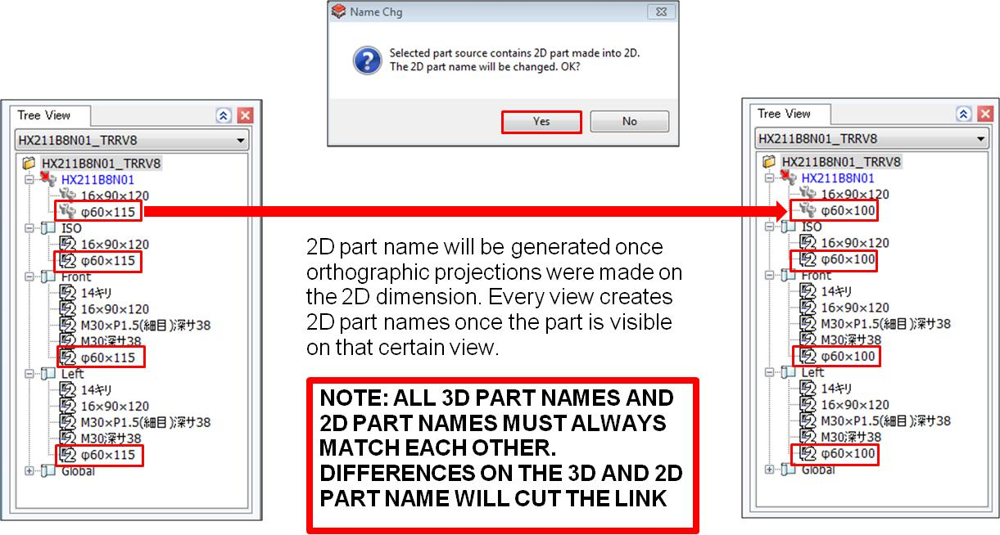 Name Chg
Selected part source contains 2D part made into 2D.
The 2D part name will be changed. OK?
Yes
No
Tree View
HX211B8N01_TRRV8
HX211B8N01_TRRV8
HX211B8N01
16×90×120
φ60×115
ISO
16×90×120
φ60×115
Front
14キリ
16×90×120
M30×P1.5(細目)深サ38
M30深サ38
φ60×115
Left
14キリ
16×90×120
M30×P1.5(細目)深サ38
M30深サ38
φ60×115
Global
2D part name will be generated once
orthographic projections were made on
the 2D dimension. Every view creates
2D part names once the part is visible
on that certain view.
NOTE: ALL 3D PART NAMES AND
2D PART NAMES MUST ALWAYS
MATCH EACH OTHER.
DIFFERENCES ON THE 3D AND 2D
PART NAME WILL CUT THE LINK
Tree View
HX211B8N01_TRRV8
HX211B8N01_TRRV8
HX211B8N01
16×90×120
φ60×100
ISO
16×90×120
φ60×100
Front
14キリ
16×90×120
M30×P1.5(細目)深サ38
M30深サ38
φ60×100
Left
14キリ
16×90×120
M30×P1.5(細目)深サ38
M30深サ38
φ60×100
Global